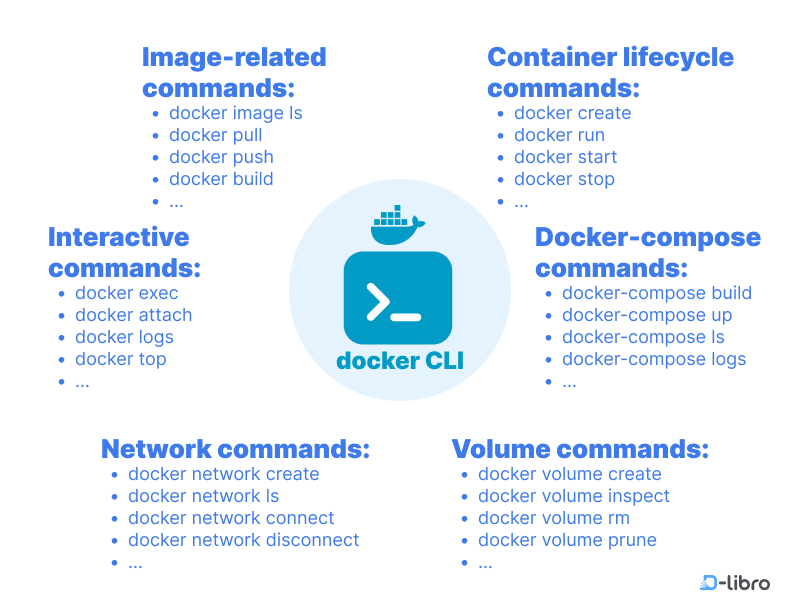 Image-related
commands:
• docker image ls
• docker pull
• docker push
• docker build
• ...
Container lifecycle
commands:
• docker create
• docker run
• docker start
• docker stop
• ...
Interactive
commands:
• docker exec
• docker attach
• docker logs
• docker top
• ...
docker CLI
Docker-compose
commands:
• docker-compose build
• docker-compose up
• docker-compose ls
• docker-compose logs
• ...
Network commands:
• docker network create
• docker network ls
• docker network connect
• docker network disconnect
• ...
Volume commands:
• docker volume create
• docker volume inspect
• docker volume rm
• docker volume prune
• ...
D-libro